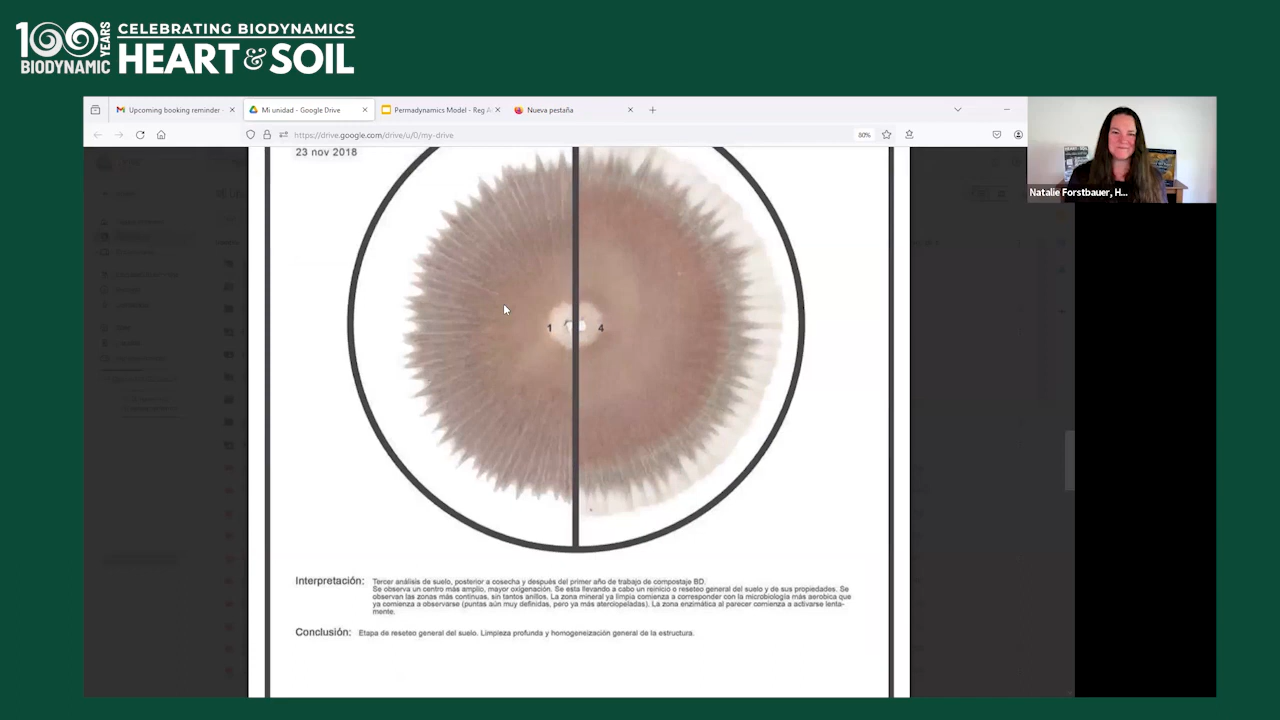 100 YEARS
BIODYNAMIC
CELEBRATING BIODYNAMICS
HEART & SOIL
Upcoming booking reminder
Mi unidad - Google Drive
Permadynamics Model - Reg A
Nueva pestaña
https://drive.google.com/drive/u/0/my-drive
80%
Natalie Forstbauer, H...
23 nov 2018
1
4
Interpretación: Tercer análisis de suelo, posterior a cosecha y después del primer año de trabajo de compostaje BD.
Se observa un centro más amplio, mayor oxigenación. Se esta llevando a cabo un reinicio o reseteo general del suelo y de sus propiedades. Se
observan las zonas más continuas, sin tantos anillos. La zona mineral ya limpia comienza a corresponder con la microbiología más aerobica que
ya comienza a observarse (puntas aún muy definidas, pero ya más aterolopeladas). La zona enzimática al parecer comienza a activarse lenta-
mente.
Conclusión: Etapa de reseteo general del suelo. Limpieza profunda y homogeneización general de la estructura.